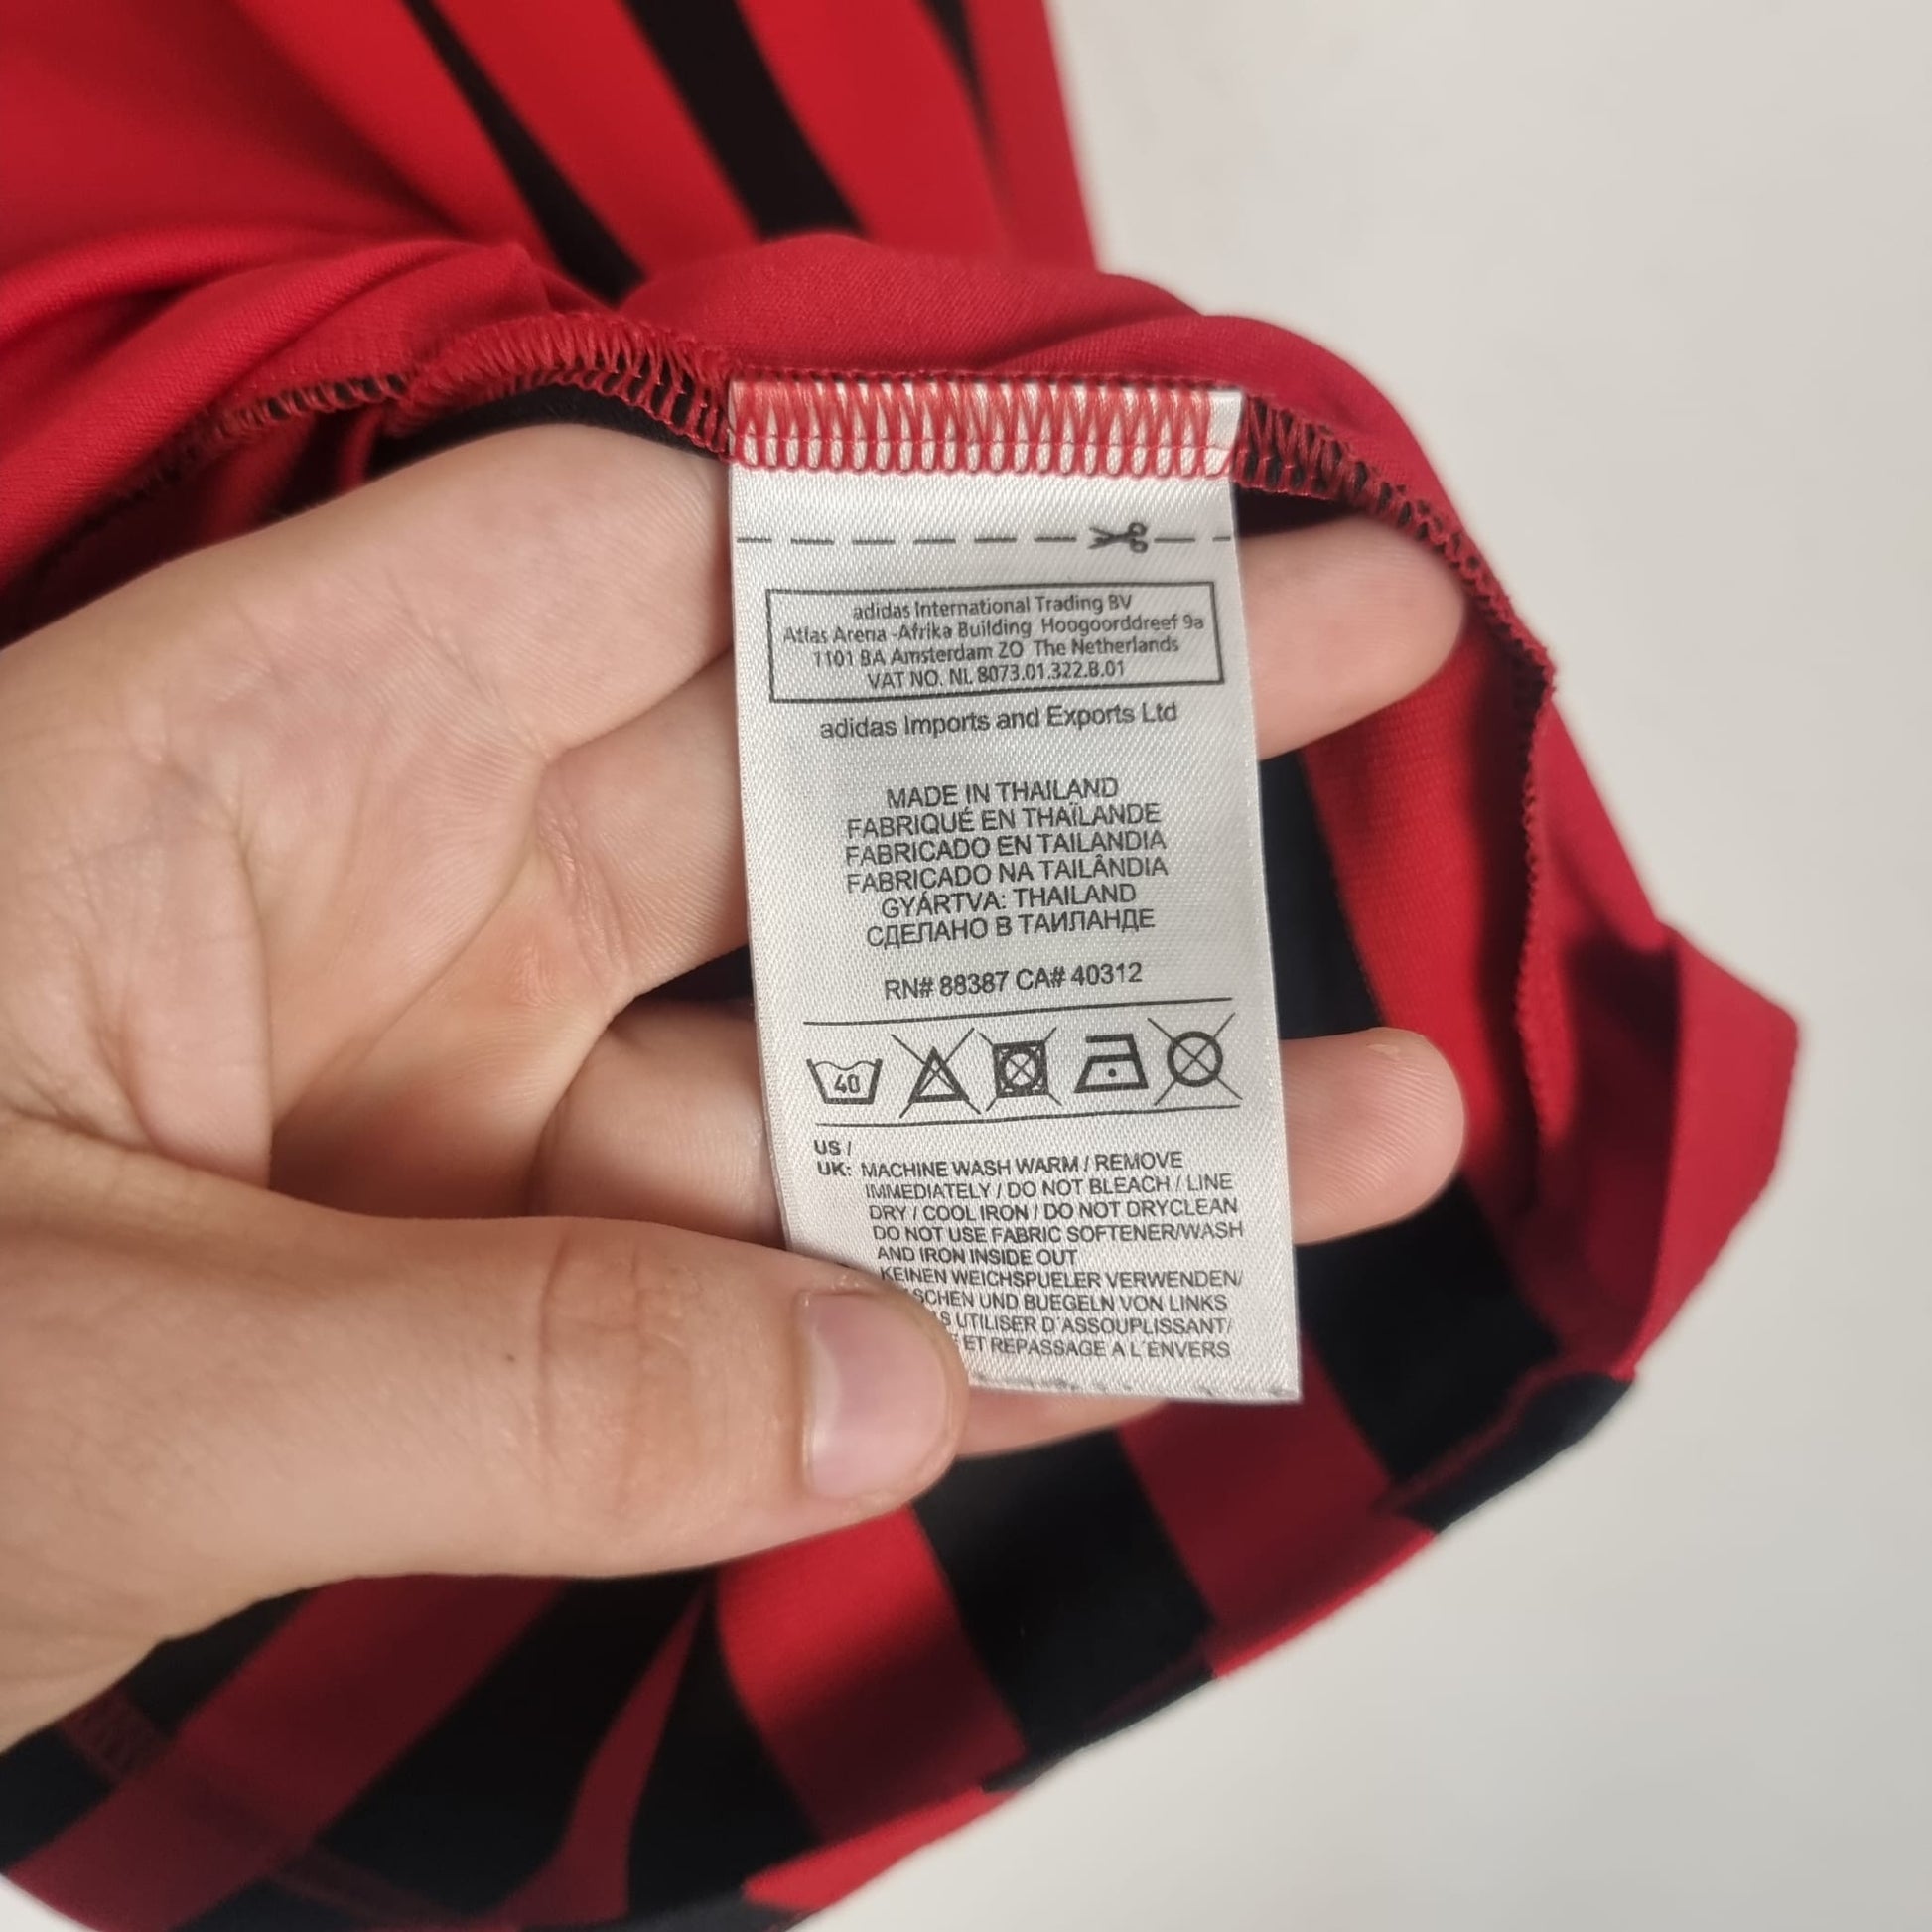 adidas International Trading BV
Atlas Arena -Afrika Building Hoogoorddreef 9a
1101 BA Amsterdam ZO The Netherlands
VAT NO. NL 8073.01.322.B.01
adidas Imports and Exports Ltd
MADE IN THAILAND
FABRIQUÉ EN THAÏLANDE
FABRICADO EN TAILANDIA
FABRICADO NA TAILÂNDIA
GYÁRTVA: THAILAND
СДЕЛАНО В ТАИЛАНДЕ
RN# 88387 CA# 40312
40
US /
UK: MACHINE WASH WARM / REMOVE
IMMEDIATELY / DO NOT BLEACH / LINE
DRY / COOL IRON / DO NOT DRYCLEAN
DO NOT USE FABRIC SOFTENER/WASH
AND IRON INSIDE OUT
KEINEN WEICHSPUELER VERWENDEN/
UND BUEGELN VON LINKS
UTILISER D´ASSOUPLISSANT/
ET REPASSAGE A L´ENVERS